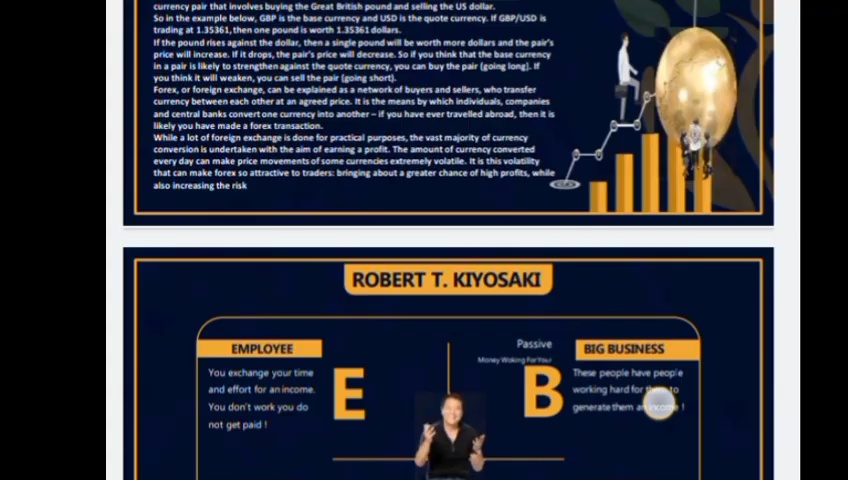 currency pair that involves buying the Great British pound and selling the US dollar.
So in the example below, GBP is the base currency and USD is the quote currency. If GBP/USD is
trading at 1.35361, then one pound is worth 1.35361 dollars.
If the pound rises against the dollar, then a single pound will be worth more dollars and the pair's
price will increase. If it drops, the pair's price will decrease. So if you think that the base currency
in a pair is likely to strengthen against the quote currency, you can buy the pair (going long). If
you think it will weaken, you can sell the pair (going short).
Forex, or foreign exchange, can be explained as a network of buyers and sellers, who transfer
currency between each other at an agreed price. It is the means by which individuals, companies
and central banks convert one currency into another – if you have ever travelled abroad, then it is
likely you have made a forex transaction.
While a lot of foreign exchange is done for practical purposes, the vast majority of currency
conversion is undertaken with the aim of earning a profit. The amount of currency converted
every day can make price movements of some currencies extremely volatile. It is this volatility
that can make forex so attractive to traders: bringing about a greater chance of high profits, while
also increasing the risk
ROBERT T. KIYOSAKI
EMPLOYEE
You exchange your time
and effort for an income.
You don't work you do
not get paid !
E
Passive
Money Woking For You!
B
BIG BUSINESS
These people have people
working hard for to
generate them an income !